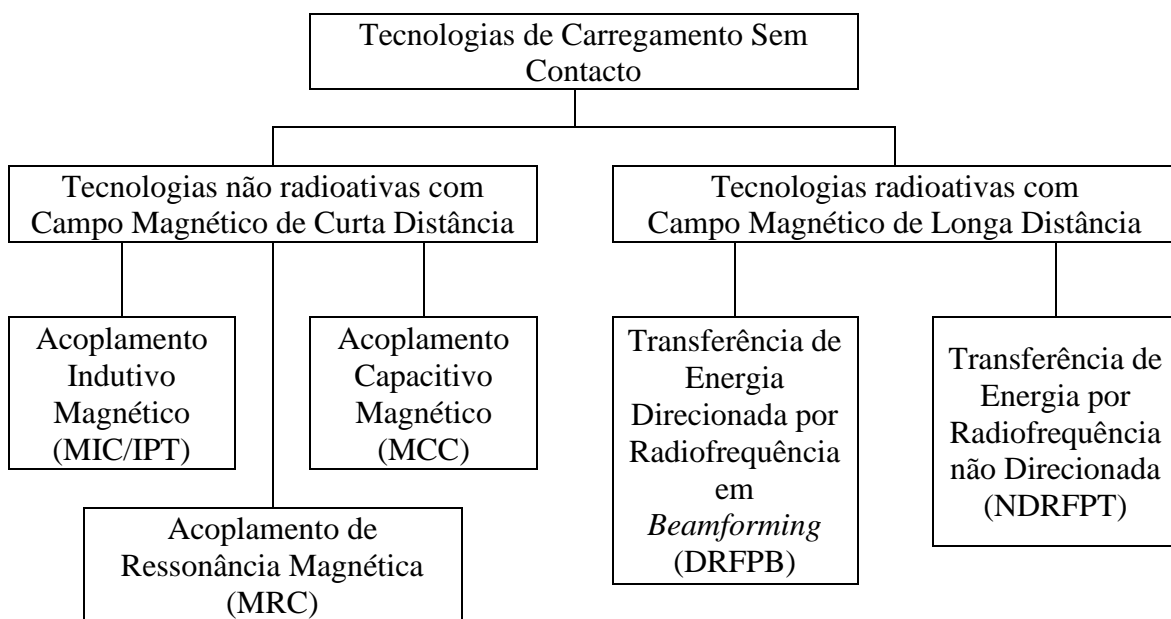 Tecnologias de Carregamento Sem
Contacto
Tecnologias não radioativas com
Campo Magnético de Curta Distância
Tecnologias radioativas com
Campo Magnético de Longa Distância
Acoplamento
Indutivo
Magnético
(MIC/IPT)
Acoplamento
Capacitivo
Magnético
(MCC)
Acoplamento de
Ressonância Magnética
(MRC)
Transferência de
Energia
Direcionada por
Radiofrequência
em
Beamforming
(DRFPB)
Transferência de
Energia por
Radiofrequência
não Direcionada
(NDRFPT)